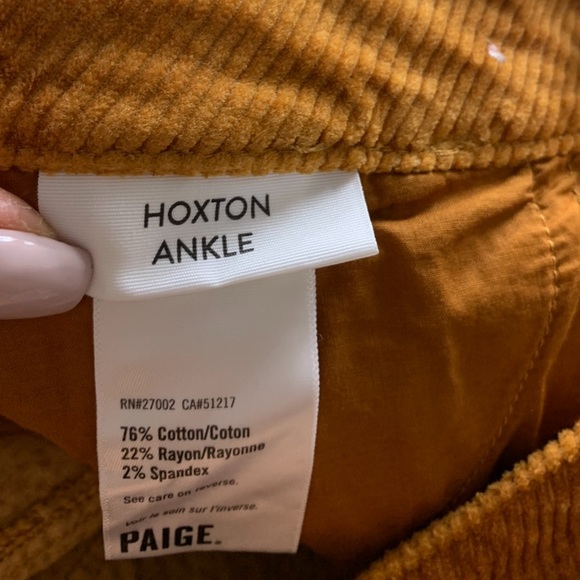 HOXTON
ANKLE
RN#27002 CA#51217
76% Cotton/Coton
22% Rayon/Rayonne
2% Spandex
See care on reverse.
Voir le soin sur l'inverse.
PAIGE.